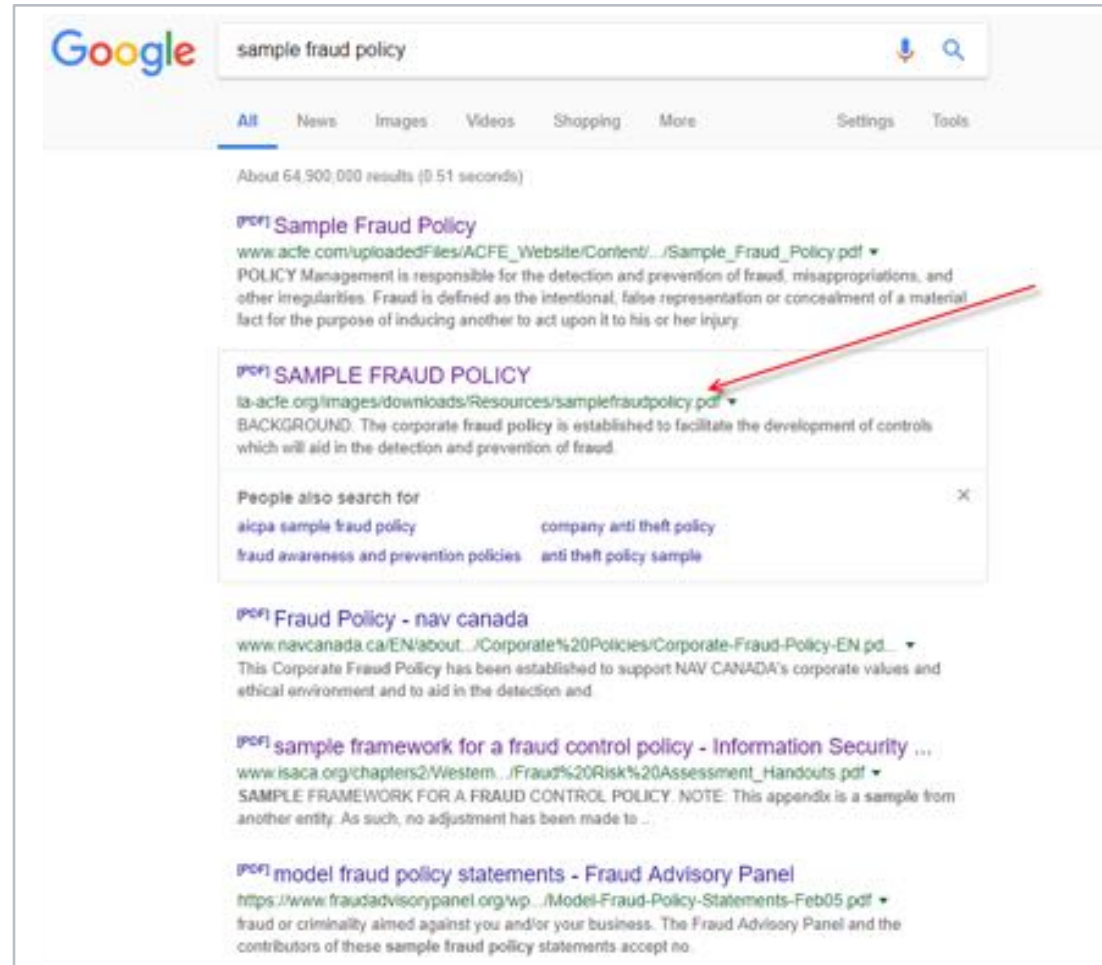 Google
sample fraud policy
All News Images Videos Shopping More Settings Tools
About 64,900,000 results (0.51 seconds)
[PDF] Sample Fraud Policy
www.acfe.com/uploadedFiles/ACFE_Website/Content/.../Sample_Fraud_Policy.pdf
POLICY Management is responsible for the detection and prevention of fraud, misappropriations, and
other irregularities. Fraud is defined as the intentional, false representation or concealment of a material
fact for the purpose of inducing another to act upon it to his or her injury.
[PDF] SAMPLE FRAUD POLICY
la-acfe.org/images/downloads/Resources/samplefraudpolicy.pdf
BACKGROUND. The corporate fraud policy is established to facilitate the development of controls
which will aid in the detection and prevention of fraud.
People also search for
aicpa sample fraud policy company anti theft policy
fraud awareness and prevention policies anti theft policy sample
[PDF] Fraud Policy - nav canada
www.navcanada.ca/EN/about.../Corporate%20Policies/Corporate-Fraud-Policy-EN.pd...
This Corporate Fraud Policy has been established to support NAV CANADA's corporate values and
ethical environment and to aid in the detection and
[PDF] sample framework for a fraud control policy - Information Security ...
www.isaca.org/chapters2/Western.../Fraud%20Risk%20Assessment_Handouts.pdf
SAMPLE FRAMEWORK FOR A FRAUD CONTROL POLICY. NOTE: This appendix is a sample from
another entity. As such, no adjustment has been made to ...
[PDF] model fraud policy statements - Fraud Advisory Panel
https://www.fraudadvisorypanel.org/wp.../Model-Fraud-Policy-Statements-Feb05.pdf
fraud or criminality aimed against you and/or your business. The Fraud Advisory Panel and the
contributors of these sample fraud policy statements accept no.